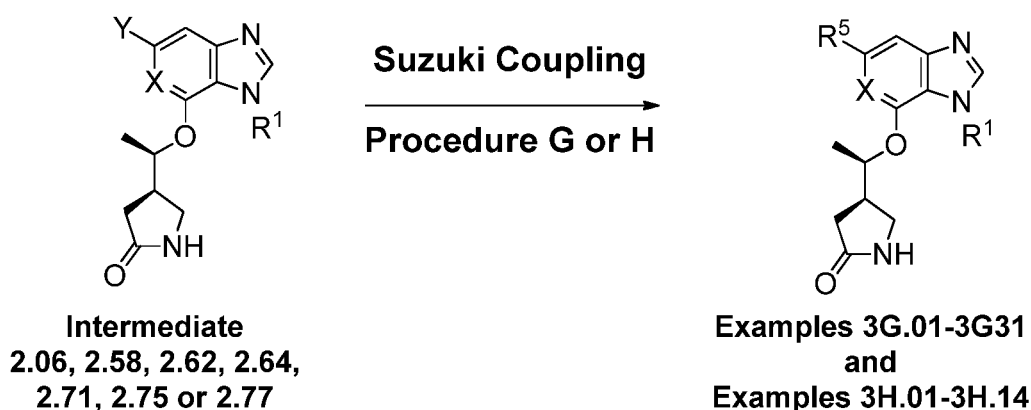 Y
N
X
N
R1
O
NH
O
Intermediate
2.06, 2.58, 2.62, 2.64,
2.71, 2.75 or 2.77
Suzuki Coupling
Procedure G or H
R5
N
X
N
R1
O
NH
O
Examples 3G.01-3G31
and
Examples 3H.01-3H.14